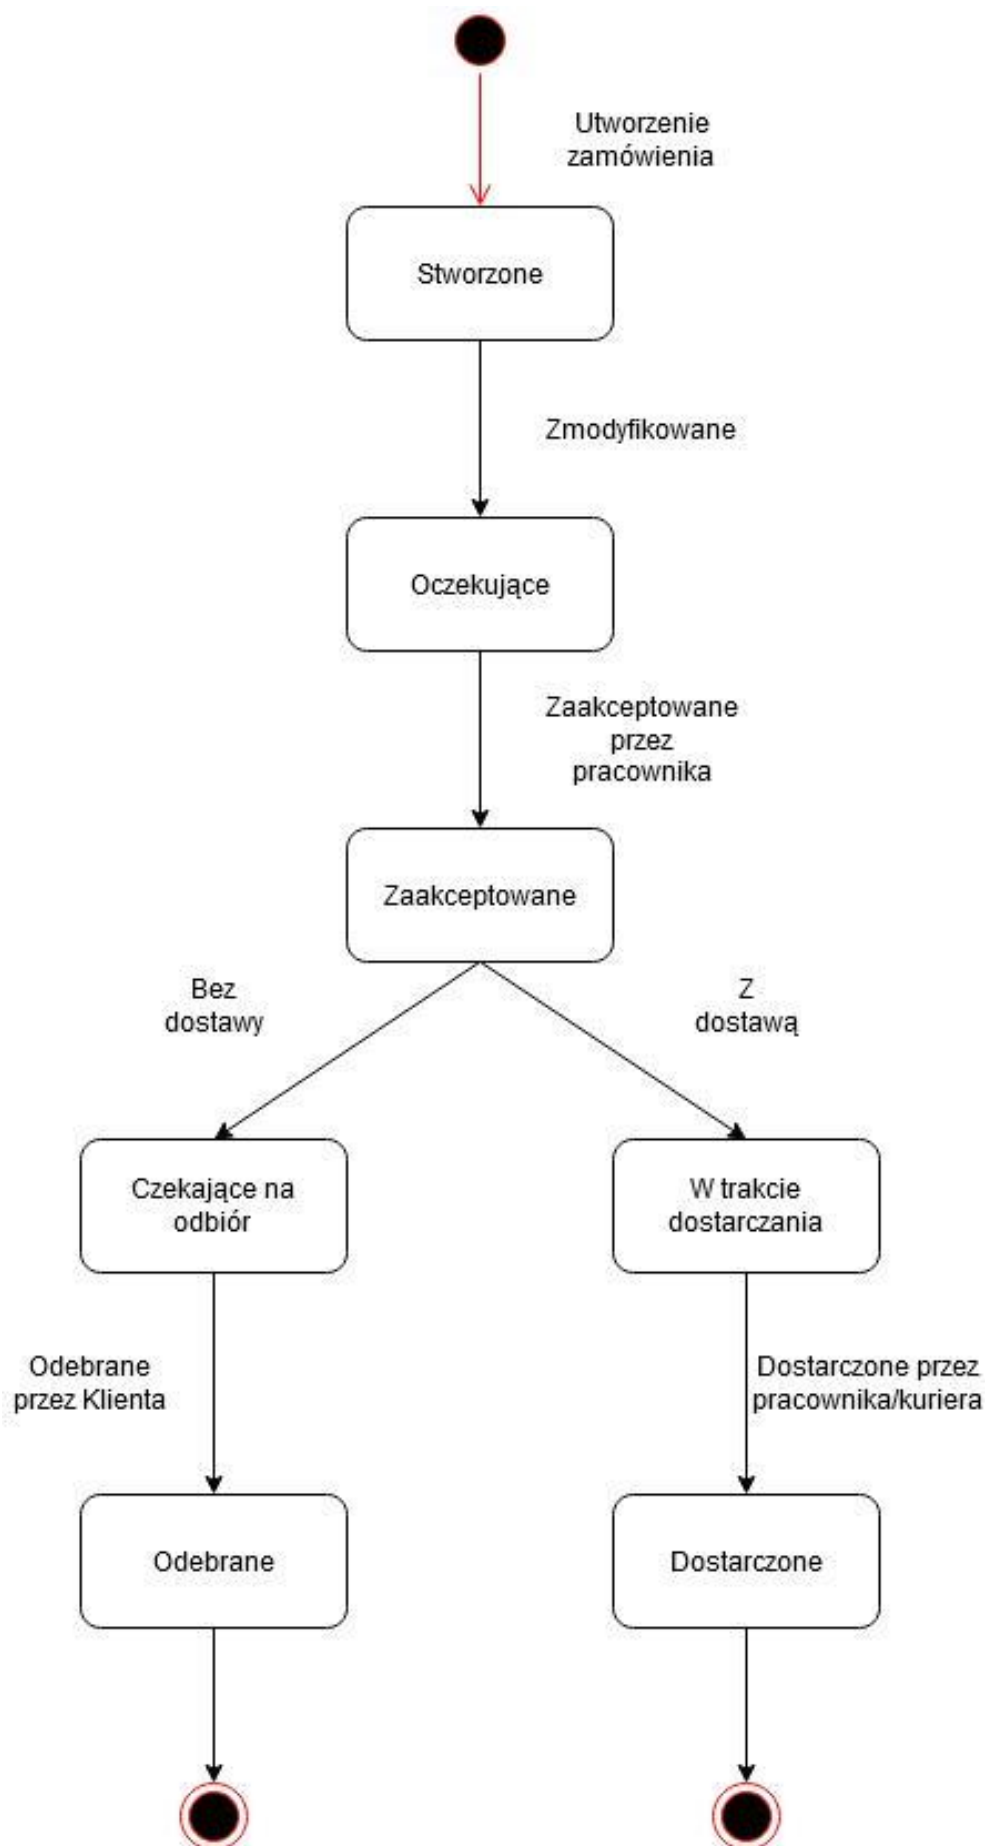 Utworzenie
zamówienia
Stworzone
Zmodyfikowane
Oczekujące
Zaakceptowane
przez
pracownika
Zaakceptowane
Bez
dostawy
Z
dostawą
Czekające na
odbiór
W trakcie
dostarczania
Odebrane
przez Klienta
Dostarczone przez
pracownika/kuriera
Odebrane
Dostarczone